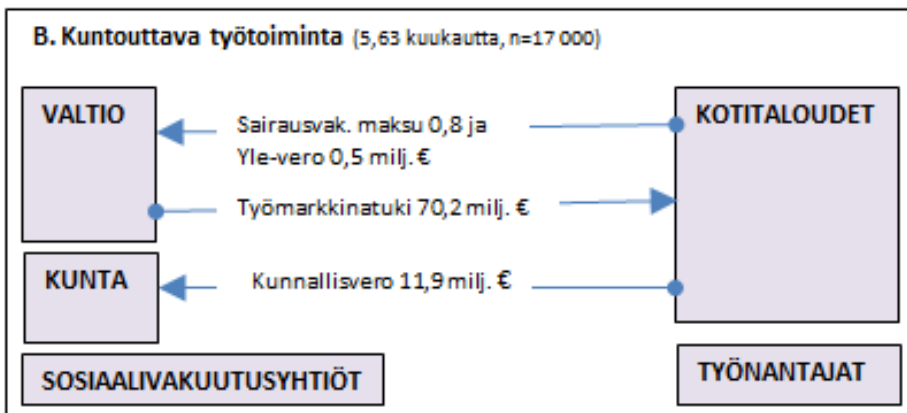 B. Kuntouttava työtoiminta (5,63 kuukautta, n=17 000)
VALTIO
KOTITALOUDET
Sairausvak. maksu 0,8 ja
Yle-vero 0,5 milj. €
Työmarkkinatuki 70,2 milj. €
KUNTA
Kunnallisvero 11,9 milj. €
SOSIAALIVAKUUTUSYHTIÖT
TYÖNANTAJAT